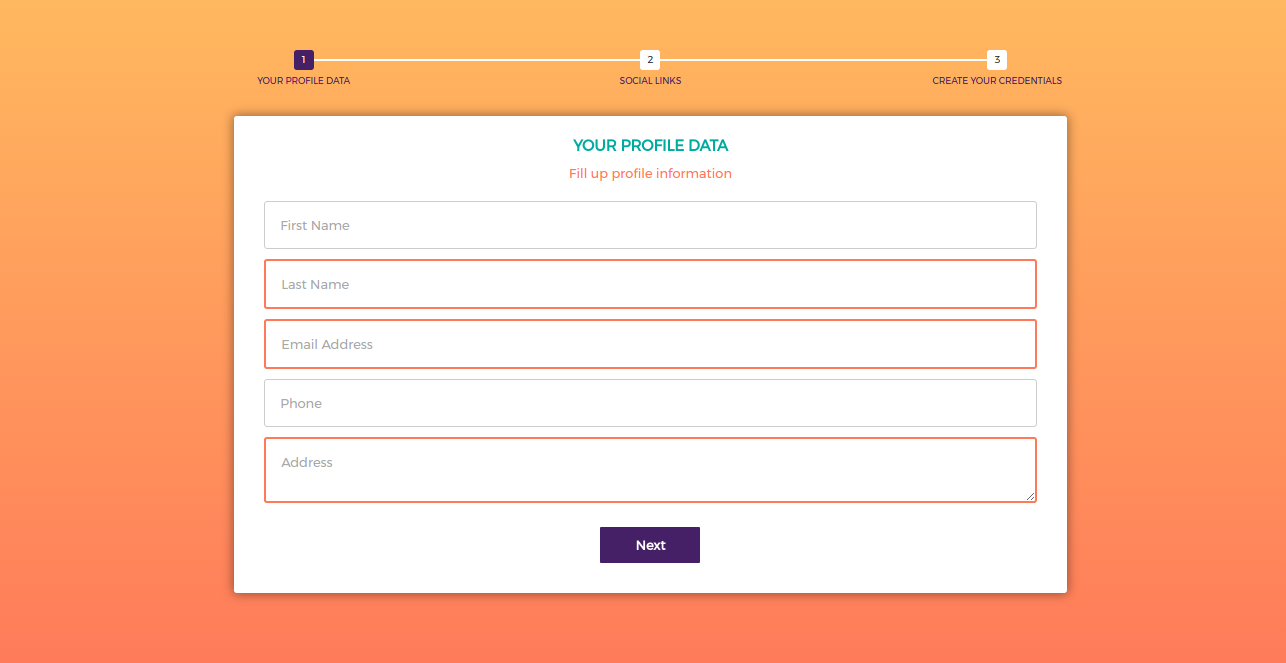 1
2
3
YOUR PROFILE DATA
SOCIAL LINKS
CREATE YOUR CREDENTIALS
YOUR PROFILE DATA
Fill up profile information
First Name
Last Name
Email Address
Phone
Address
Next